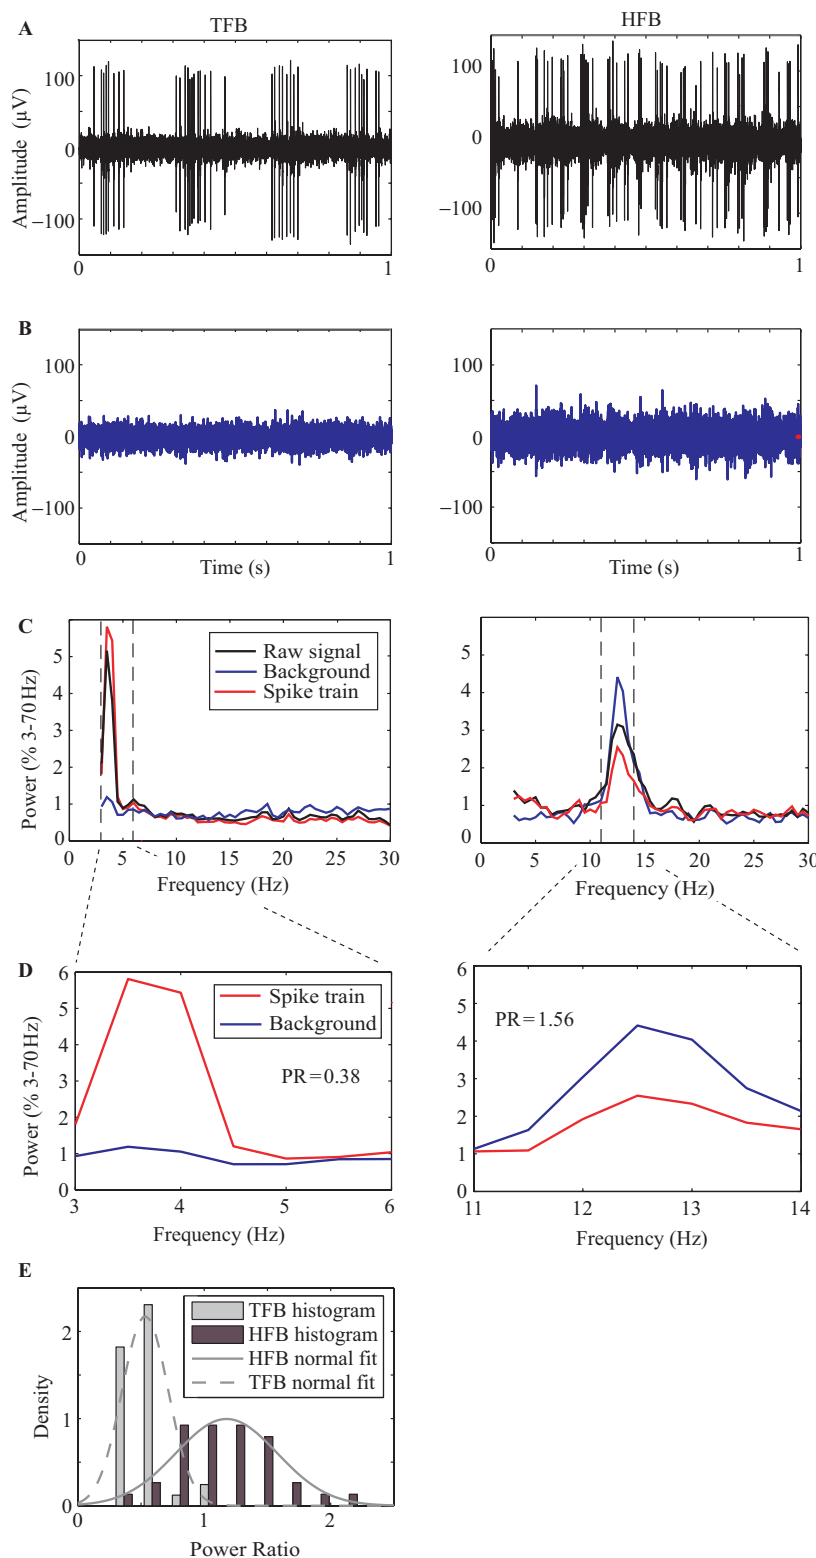 A
TFB
HFB
Amplitude (µV)
100
0
−100
0
1
100
0
−100
0
1
B
Amplitude (µV)
100
0
−100
0
1
Time (s)
100
0
−100
0
1
Time (s)
C
Power (% 3-70 Hz)
5
4
3
2
1
0
0
5
10
15
20
25
30
Frequency (Hz)
Raw signal
Background
Spike train
5
4
3
2
1
0
0
5
10
15
20
25
30
Frequency (Hz)
D
Power (% 3-70 Hz)
6
5
4
3
2
1
0
3
4
5
6
Frequency (Hz)
Spike train
Background
PR=0.38
6
5
4
3
2
1
0
11
12
13
14
Frequency (Hz)
PR=1.56
E
Density
2
1
0
0
1
2
Power Ratio
TFB histogram
HFB histogram
HFB normal fit
TFB normal fit